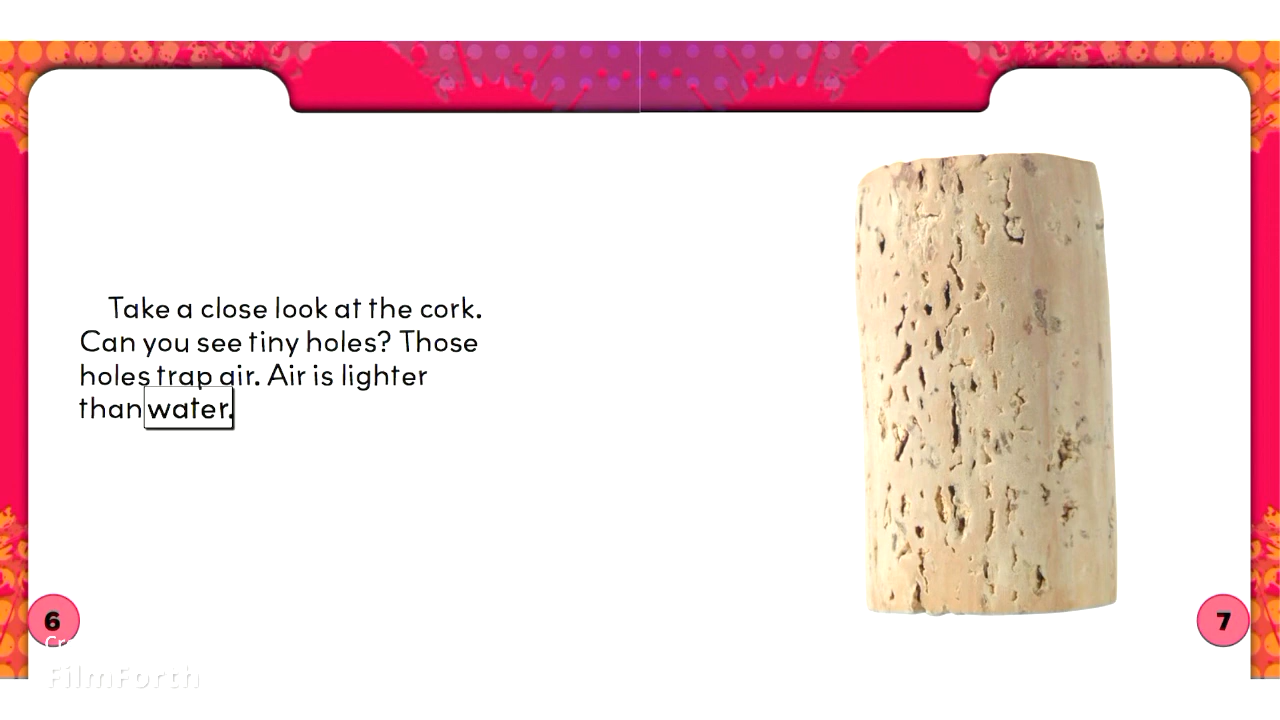 Take a close look at the cork.
Can you see tiny holes? Those
holes trap air. Air is lighter
than water.
6
7
FilmForth